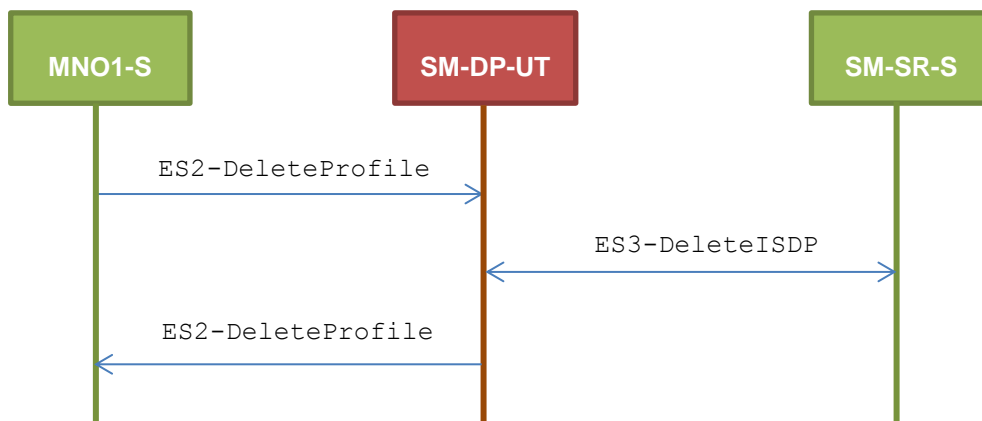 MNO1-S
SM-DP-UT
SM-SR-S
ES2-DeleteProfile
ES3-DeleteISDP
ES2-DeleteProfile